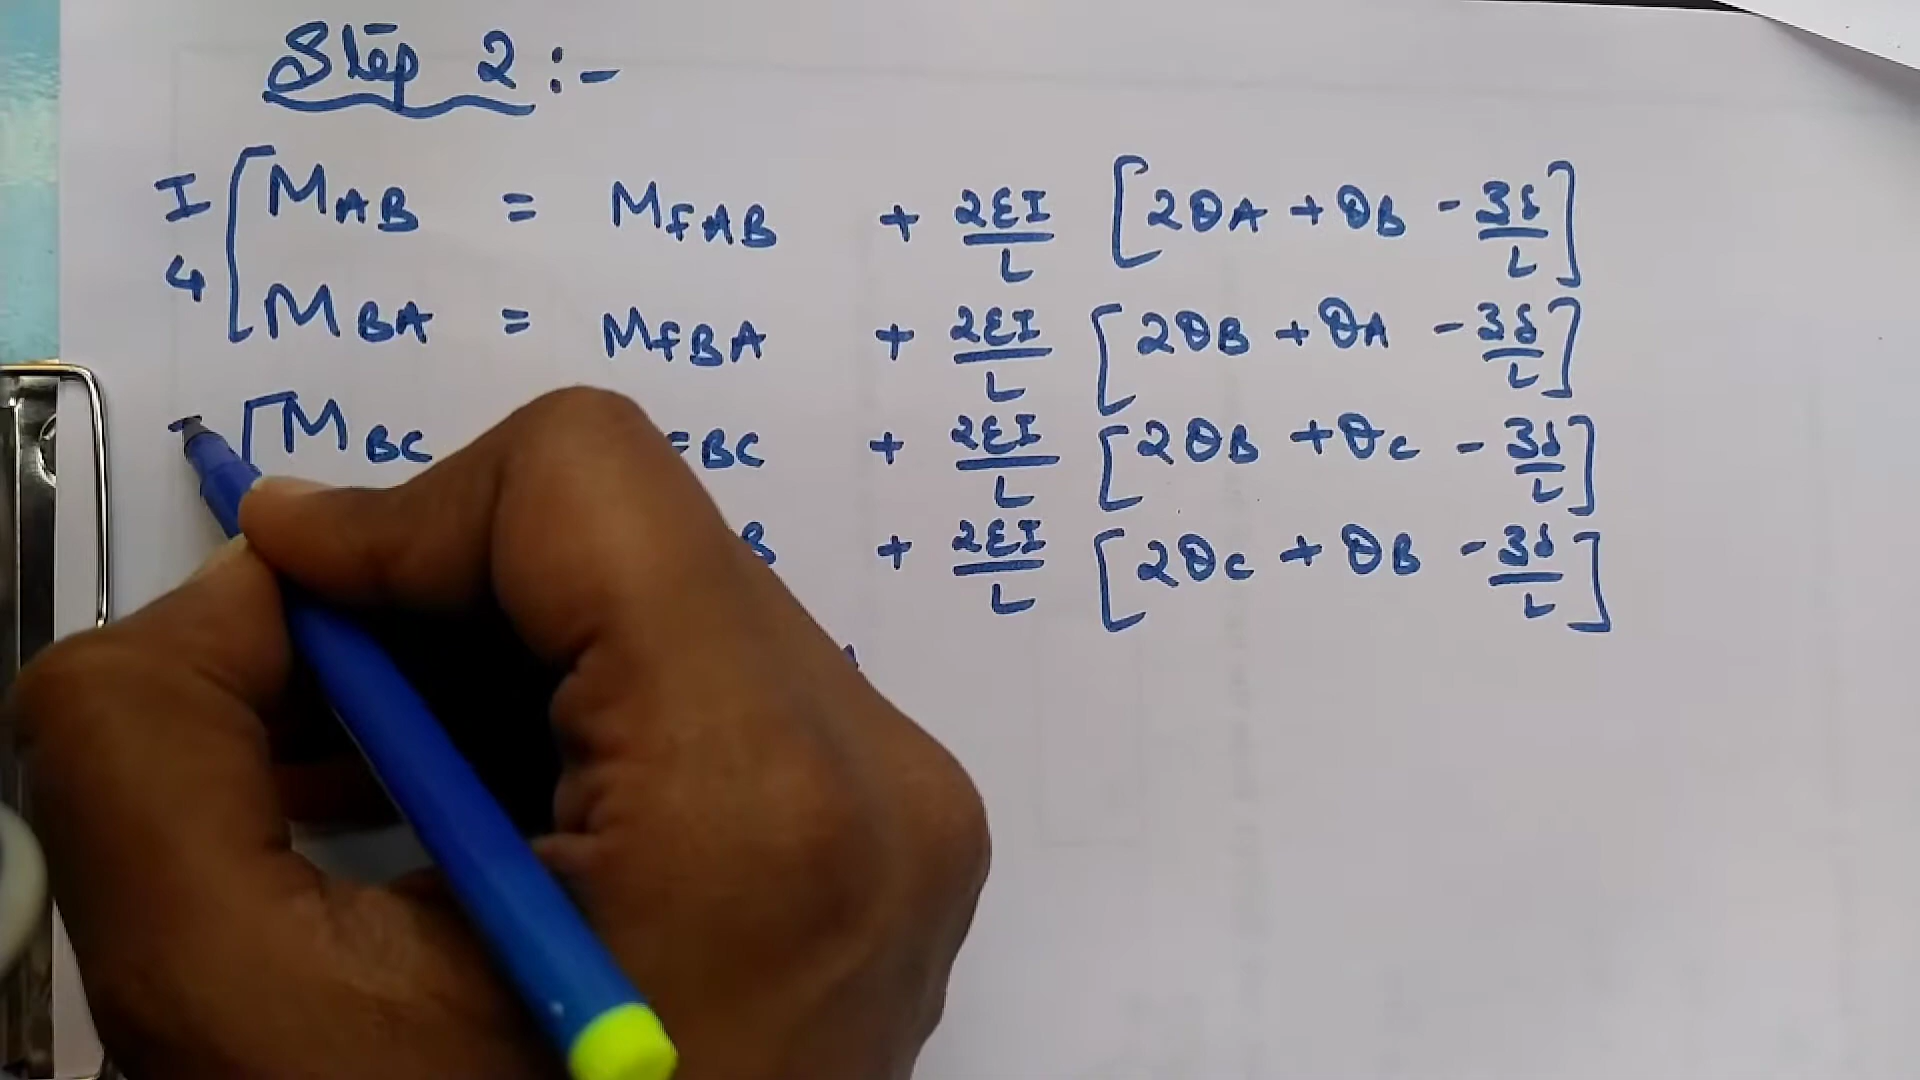 Step 2 :-
I [ MAB = MFAB + 2EI/L [2θA + θB - 3δ/L]
4 MBA = MFBA + 2EI/L [2θB + θA - 3δ/L]
[ MBC FBC + 2EI/L [2θB + θC - 3δ/L]
B + 2EI/L [2θC + θB - 3δ/L]